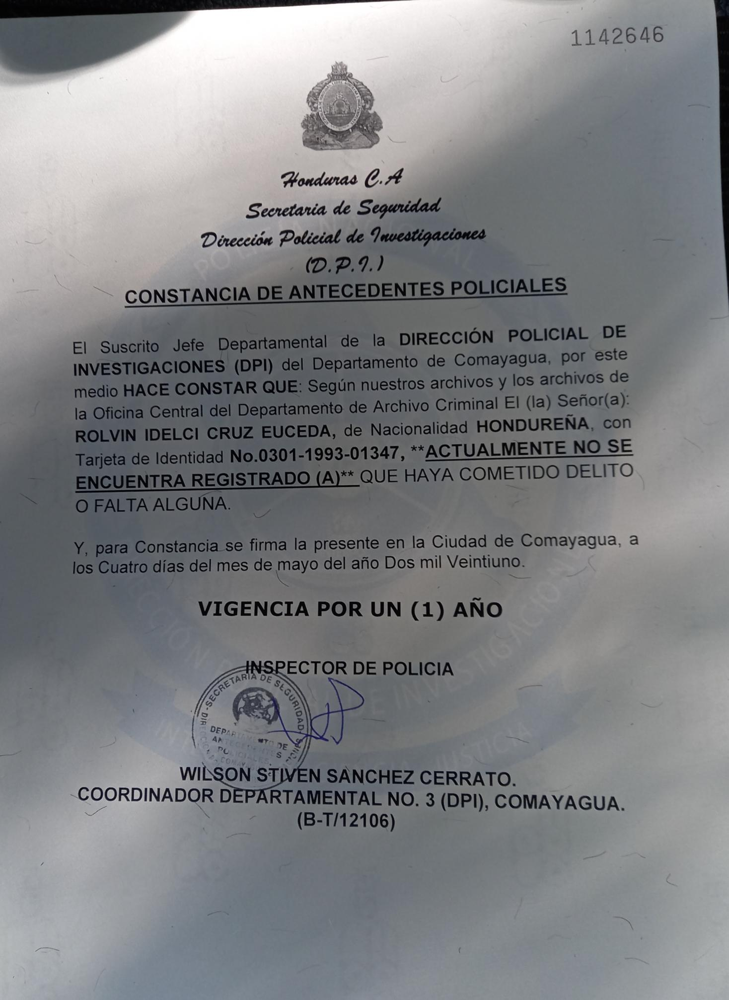 1142646
Honduras C.A
Secretaria de Seguridad
Dirección Policial de Investigaciones
(D.P.I.)
CONSTANCIA DE ANTECEDENTES POLICIALES
El Suscrito Jefe Departamental de la DIRECCIÓN POLICIAL DE
INVESTIGACIONES (DPI) del Departamento de Comayagua, por este
medio HACE CONSTAR QUE: Según nuestros archivos y los archivos de
la Oficina Central del Departamento de Archivo Criminal El (la) Señor(a):
ROLVIN IDELCI CRUZ EUCEDA, de Nacionalidad HONDUREÑA, con
Tarjeta de Identidad No.0301-1993-01347, **ACTUALMENTE NO SE
ENCUENTRA REGISTRADO (A)** QUE HAYA COMETIDO DELITO
O FALTA ALGUNA.
Y, para Constancia se firma la presente en la Ciudad de Comayagua, a
los Cuatro días del mes de mayo del año Dos mil Veintiuno.
VIGENCIA POR UN (1) AÑO
INSPECTOR DE POLICIA
SECRETARIA DE SEGURIDAD
DEPARTAMENTO DE
ANTECEDENTES
POLICIALES.
WILSON STIVEN SANCHEZ CERRATO.
COORDINADOR DEPARTAMENTAL NO. 3 (DPI), COMAYAGUA.
(B-T/12106)